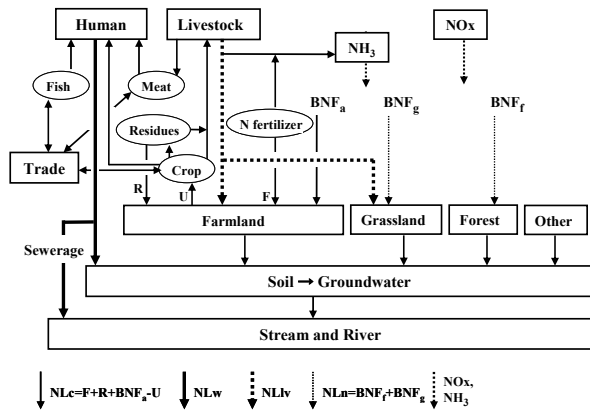 Human
Livestock
NH3
NOx
Fish
Meat
BNFa
BNFg
BNFf
Residues
N fertilizer
Trade
Crop
R
U
F
Farmland
Grassland
Forest
Other
Sewerage
Soil → Groundwater
Stream and River
NLc=F+R+BNFa-U
NLw
NLlv
NLn=BNFf+BNFg
NOx,
NH3